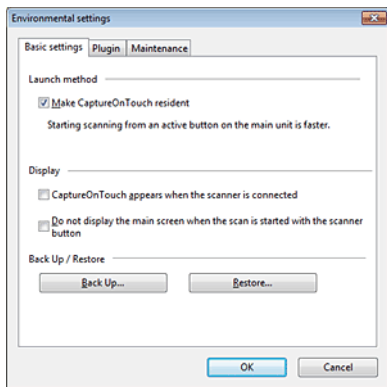 Environmental settings
Basic settings Plugin Maintenance
Launch method
Make CaptureOnTouch resident
Starting scanning from an active button on the main unit is faster.
Display
CaptureOnTouch appears when the scanner is connected
Do not display the main screen when the scan is started with the scanner
button
Back Up / Restore
Back Up... Restore...
OK Cancel